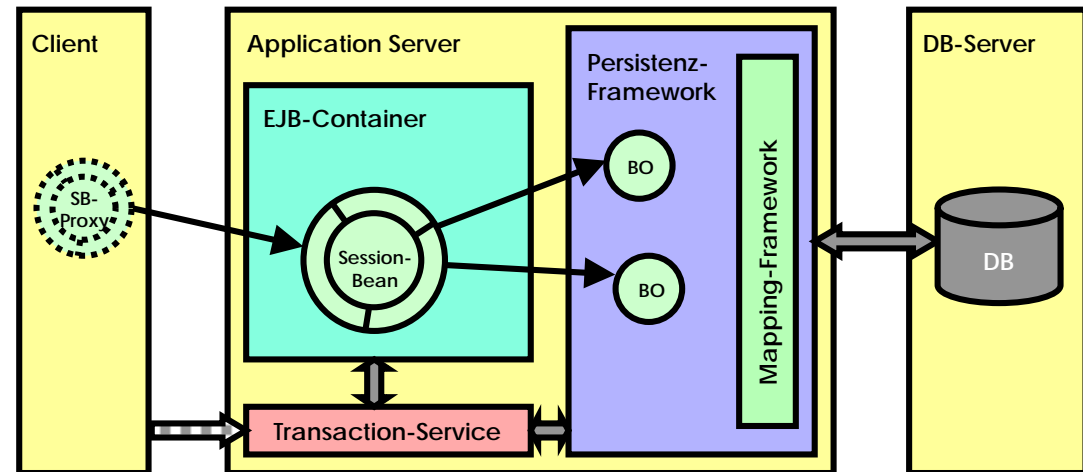 Client
Application Server
DB-Server
Persistenz-
Framework
EJB-Container
SB-
Proxy
Session-
Bean
BO
BO
Mapping-Framework
DB
Transaction-Service